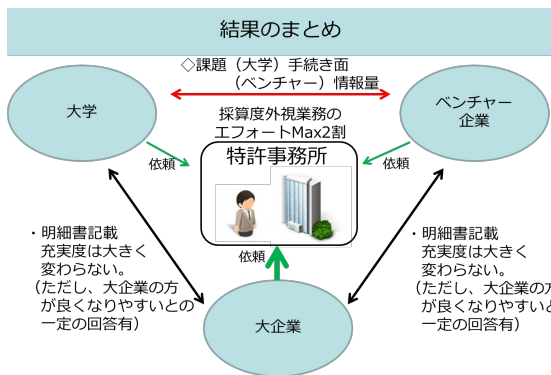 結果のまとめ
◇課題（大学）手続き面
（ベンチャー）情報量
大学
ベンチャー
企業
採算度外視業務の
エフォートMax2割
特許事務所
依頼
依頼
依頼
・明細書記載
充実度は大きく
変わらない。
（ただし、大企業の方
が良くなりやすいとの
一定の回答有）
・明細書記載
充実度は大きく
変わらない。
（ただし、大企業の方
が良くなりやすいと
一定の回答有）
大企業